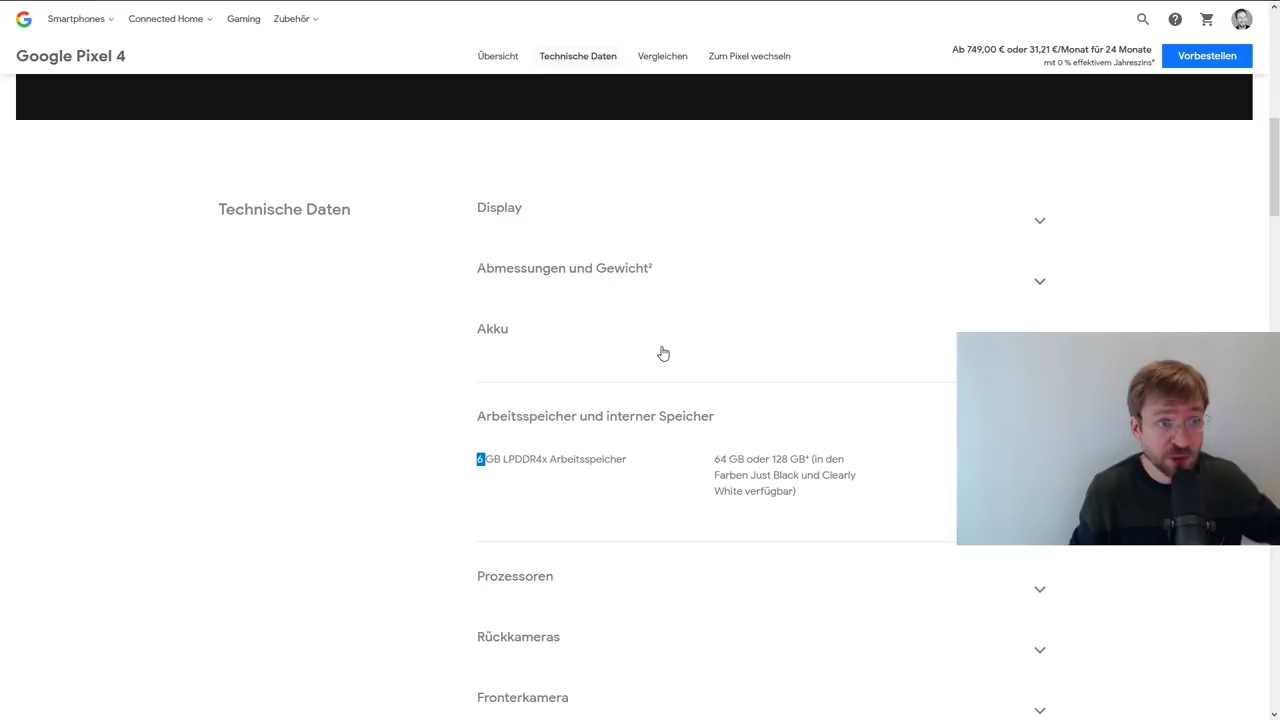 Smartphones
Connected Home
Gaming
Zubehör
Google Pixel 4
Übersicht
Technische Daten
Vergleichen
Zum Pixel wechseln
Ab 749,00 € oder 31,21 €/Monat für 24 Monate
mit 0 % effektivem Jahreszins*
Vorbestellen
Technische Daten
Display
Abmessungen und Gewicht²
Akku
Arbeitsspeicher und interner Speicher
6 GB LPDDR4x Arbeitsspeicher
64 GB oder 128 GB⁴ (in den
Farben Just Black und Clearly
White verfügbar)
Prozessoren
Rückkameras
Fronterkamera